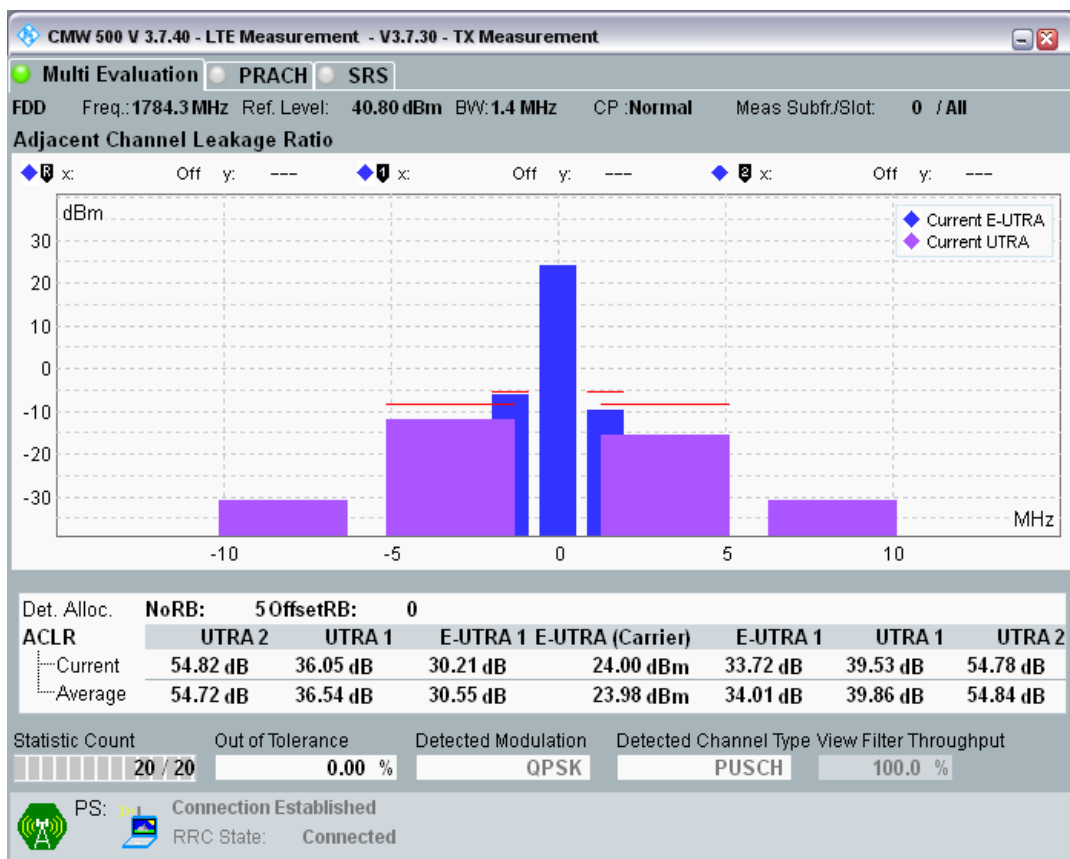 CMW 500 V 3.7.40 - LTE Measurement - V3.7.30 - TX Measurement
Multi Evaluation PRACH SRS
FDD Freq.: 1784.3 MHz Ref. Level: 40.80 dBm BW: 1.4 MHz CP : Normal Meas Subfr./Slot: 0 / All
Adjacent Channel Leakage Ratio
R x: Off y: --- 1 x: Off y: --- 2 x: Off y: ---
dBm
Current E-UTRA
Current UTRA
30
20
10
0
-10
-20
-30
MHz
-10 -5 0 5 10
Det. Alloc. NoRB: 5 OffsetRB: 0
ACLR UTRA 2 UTRA 1 E-UTRA 1 E-UTRA (Carrier) E-UTRA 1 UTRA 1 UTRA 2
Current 54.82 dB 36.05 dB 30.21 dB 24.00 dBm 33.72 dB 39.53 dB 54.78 dB
Average 54.72 dB 36.54 dB 30.55 dB 23.98 dBm 34.01 dB 39.86 dB 54.84 dB
Statistic Count Out of Tolerance Detected Modulation Detected Channel Type View Filter Throughput
20 / 20 0.00 % QPSK PUSCH 100.0 %
PS: Connection Established
RRC State: Connected